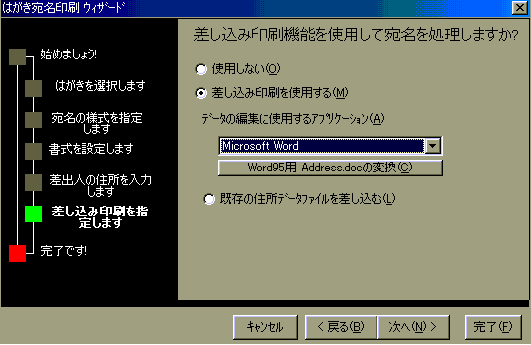 はがき宛名印刷 ウィザード
始めましょう!
はがきを選択します
宛名の様式を指定
します
書式を設定します
差出人の住所を入力
します
差し込み印刷を指
定します
完了です!
差し込み印刷機能を使用して宛名を処理しますか?
使用しない(O)
差し込み印刷を使用する(M)
データの編集に使用するアプリケーション(A)
Microsoft Word
Word95用 Address.docの変換(C)
既存の住所データファイルを差し込む(L)
キャンセル
< 戻る(B)
次へ(N) >
完了(F)